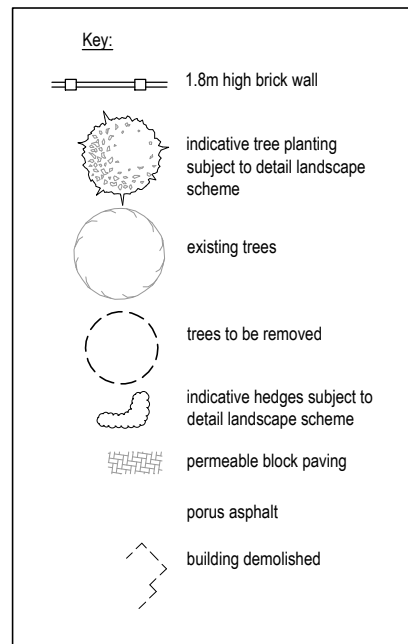 Key:
1.8m high brick wall
indicative tree planting
subject to detail landscape
scheme
existing trees
trees to be removed
indicative hedges subject to
detail landscape scheme
permeable block paving
porus asphalt
building demolished